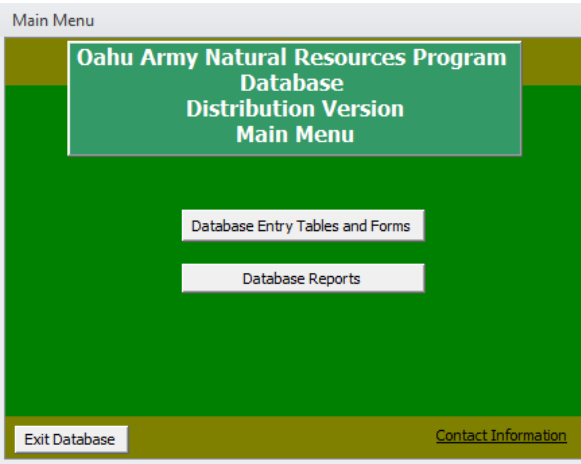 Main Menu
Oahu Army Natural Resources Program
Database
Distribution Version
Main Menu
Database Entry Tables and Forms
Database Reports
Exit Database
Contact Information